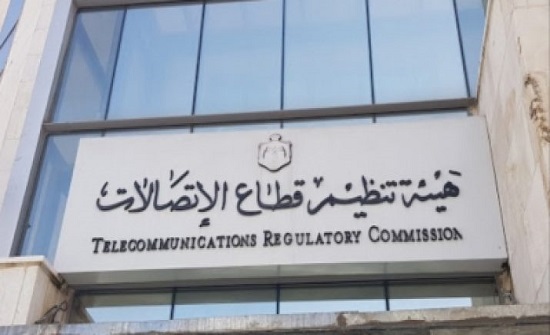 هيئة تنظيم قطاع الإتصالات
TELECOMMUNICATIONS REGULATORY COMMISSION